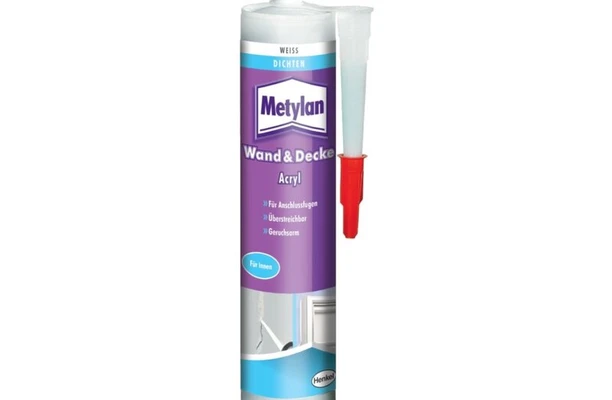 WEISS
DICHTEN
Metylan
Wand & Decke
Acryl
» Für Anschlussfugen
» Überstreichbar
» Geruchsarm
Für Innen
Henkel